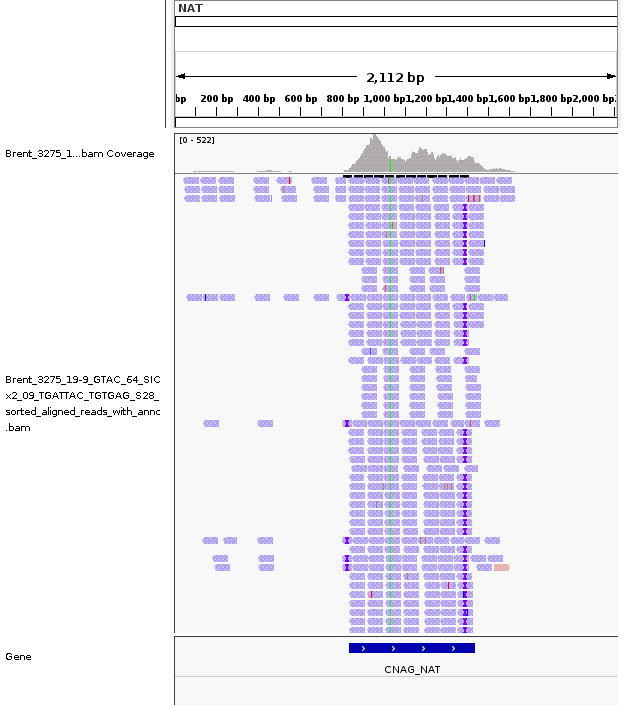 NAT
2,112 bp
bp 200 bp 400 bp 600 bp 800 bp 1,000 bp 1,200 bp 1,400 bp 1,600 bp 1,800 bp 2,000 bp
[0 - 522]
Brent_3275_1...bam Coverage
Brent_3275_19-9_GTAC_64_SIC
x2_09_TGATTAC_TGTGAG_S28_
sorted_aligned_reads_with_annc
.bam
Gene
CNAG_NAT